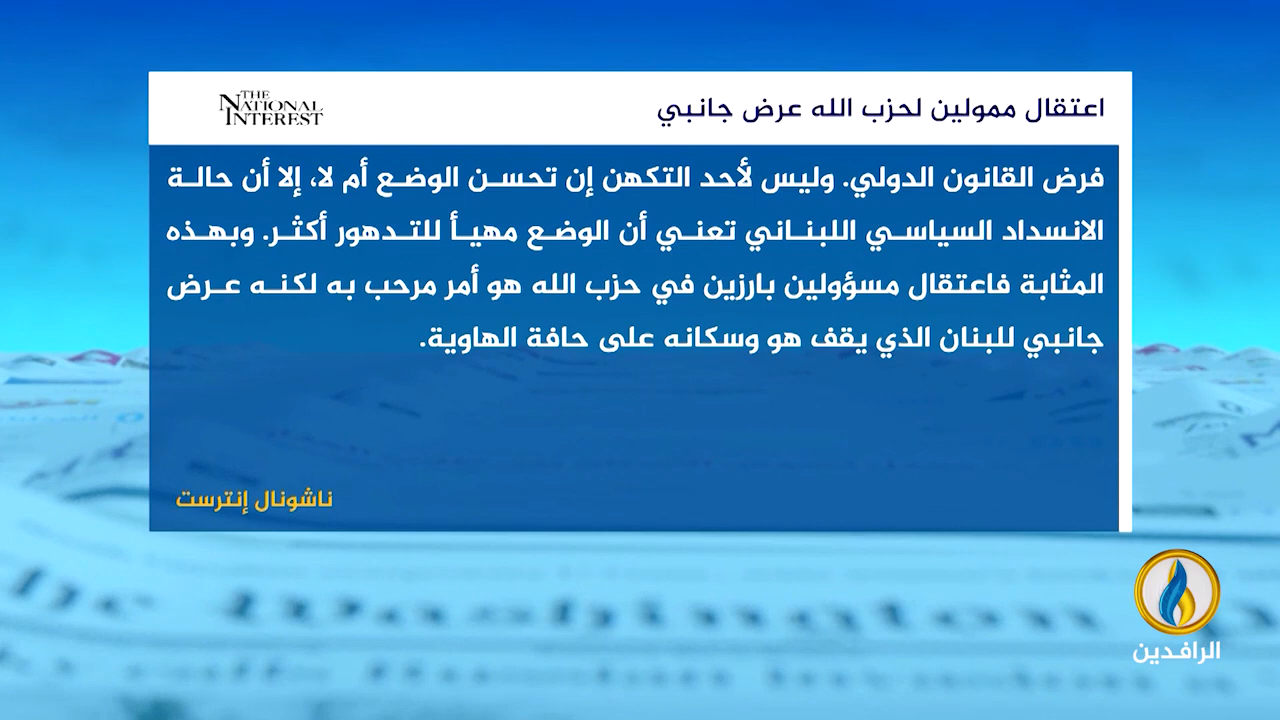 اعتقال ممولين لحزب الله عرض جانبي
THE
NATIONAL
INTEREST
فرض القانون الدولي. وليس لأحد التكهن إن تحسن الوضع أم لا، إلا أن حالة
الانسداد السياسي اللبناني تعني أن الوضع مهيأ للتدهور أكثر. وبهذه
المثابة فاعتقال مسؤولين بارزين في حزب الله هو أمر مرحب به لكنه عرض
جانبي للبنان الذي يقف هو وسكانه على حافة الهاوية.
ناشونال إنترست
الرافدين